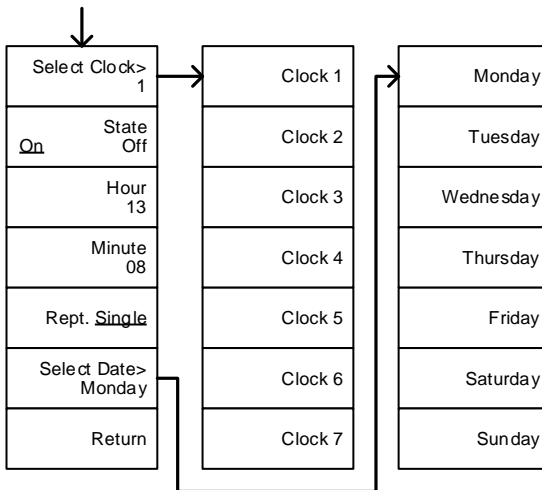 Select Clock>
1
State
On Off
Hour
13
Minute
08
Rept. Single
Select Date>
Monday
Return
Clock 1
Clock 2
Clock 3
Clock 4
Clock 5
Clock 6
Clock 7
Monday
Tuesday
Wednesday
Thursday
Friday
Saturday
Sunday